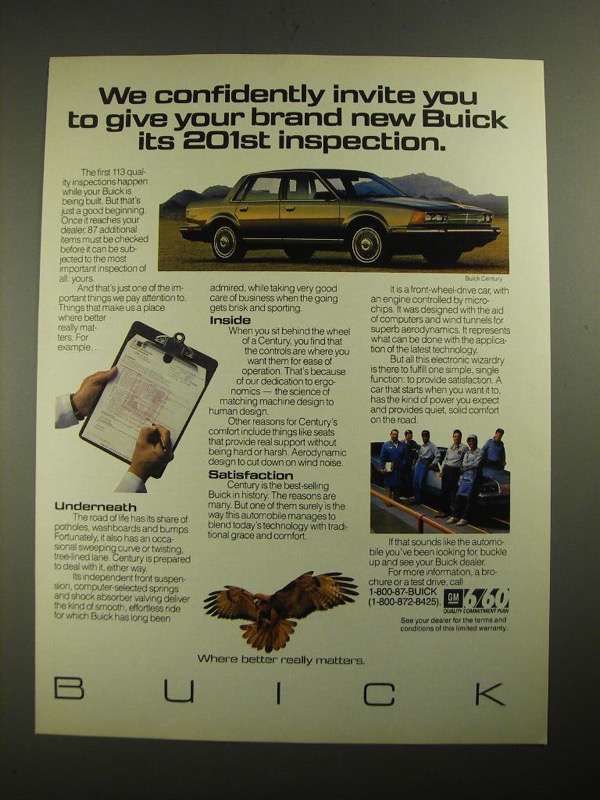 We confidently invite you
to give your brand new Buick
its 201st inspection.
The first 113 qual-
ity inspections happen
while your Buick is
being built. But that's
just a good beginning.
Once it reaches your
dealer, 87 additional
items must be checked
before it can be sub-
jected to the most
important inspection of
all: yours.
And that's just one of the im-
portant things we pay attention to.
Things that make us a place
where better
really mat-
ters. For
example...
Underneath
The road of life has its share of
potholes, washboards and bumps.
Fortunately, it also has an occa-
sional sweeping curve or twisting,
tree-lined lane. Century is prepared
to deal with it, either way.
Its independent front suspen-
sion, computer-selected springs
and shock absorber valving deliver
the kind of smooth, effortless ride
for which Buick has long been
Buick Century
admired, while taking very good
care of business when the going
gets brisk and sporting.
Inside
When you sit behind the wheel
of a Century, you find that
the controls are where you
want them for ease of
operation. That's because
of our dedication to ergo-
nomics — the science of
matching machine design to
human design.
Other reasons for Century's
comfort include things like seats
that provide real support without
being hard or harsh. Aerodynamic
design to cut down on wind noise.
Satisfaction
Century is the best-selling
Buick in history. The reasons are
many. But one of them surely is the
way this automobile manages to
blend today's technology with tradi-
tional grace and comfort.
It is a front-wheel-drive car, with
an engine controlled by micro-
chips. It was designed with the aid
of computers and wind tunnels for
superb aerodynamics. It represents
what can be done with the applica-
tion of the latest technology.
But all this electronic wizardry
is there to fulfill one simple, single
function: to provide satisfaction. A
car that starts when you want it to,
has the kind of power you expect
and provides quiet, solid comfort
on the road.
If that sounds like the automo-
bile you've been looking for, buckle
up and see your Buick dealer.
For more information, a bro-
chure or a test drive, call
1-800-87-BUICK
(1-800-872-8425).
GM
6/60
QUALITY COMMITMENT PLAN
See your dealer for the terms and
conditions of this limited warranty.
Where better really matters.
BUICK